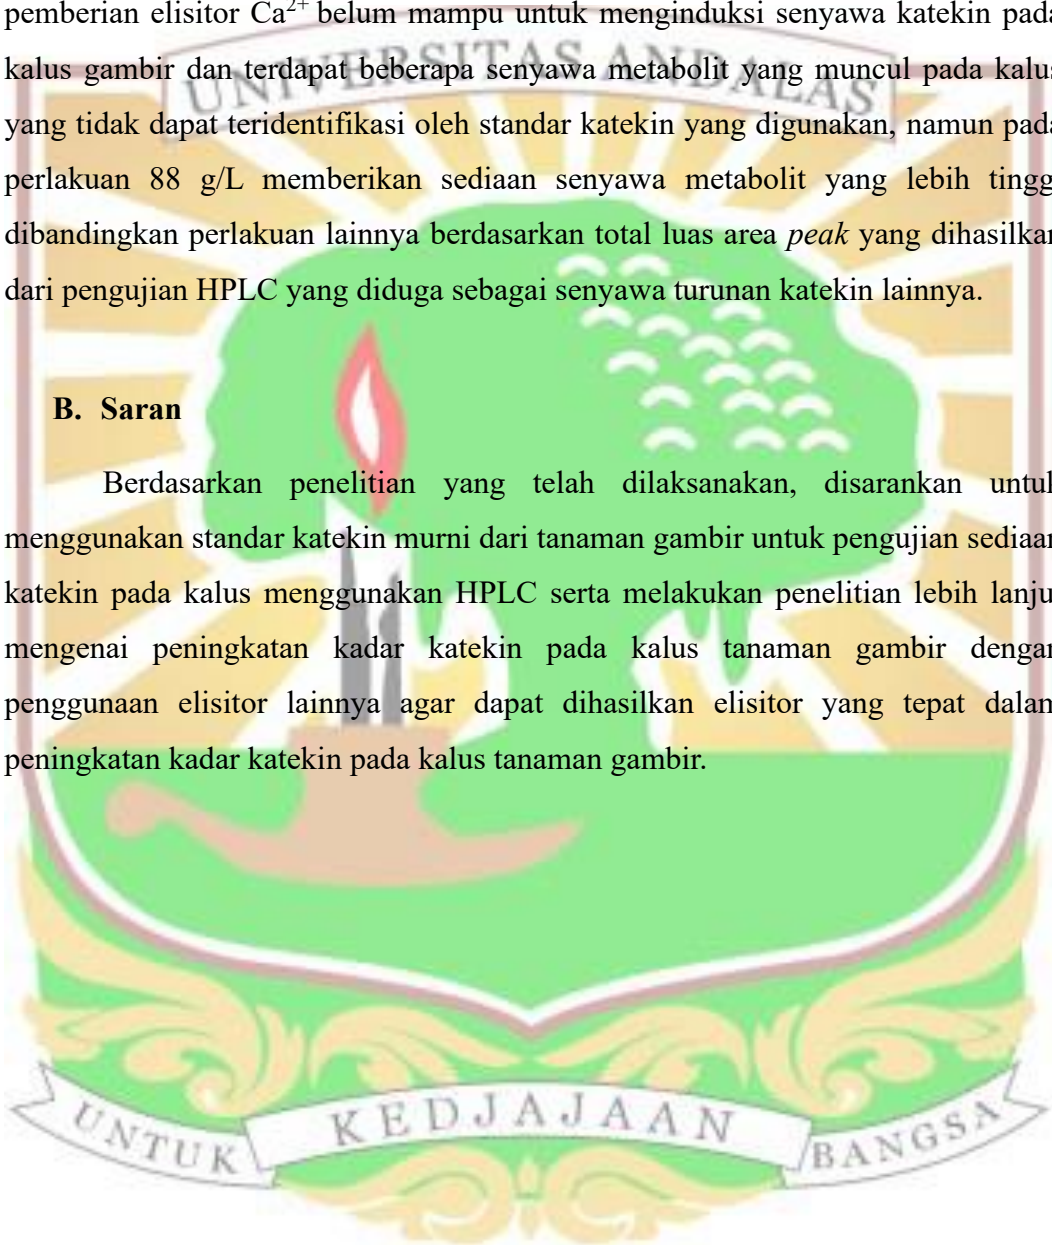 pemberian elisitor Ca²⁺ belum mampu untuk menginduksi senyawa katekin pada
UNIVERSITAS ANDALAS
kalus gambir dan terdapat beberapa senyawa metabolit yang muncul pada kalus
yang tidak dapat teridentifikasi oleh standar katekin yang digunakan, namun pada
perlakuan 88 g/L memberikan sediaan senyawa metabolit yang lebih tingg
dibandingkan perlakuan lainnya berdasarkan total luas area peak yang dihasilkan
dari pengujian HPLC yang diduga sebagai senyawa turunan katekin lainnya.
B. Saran
Berdasarkan penelitian yang telah dilaksanakan, disarankan untuk
menggunakan standar katekin murni dari tanaman gambir untuk pengujian sediaan
katekin pada kalus menggunakan HPLC serta melakukan penelitian lebih lanju
mengenai peningkatan kadar katekin pada kalus tanaman gambir dengan
penggunaan elisitor lainnya agar dapat dihasilkan elisitor yang tepat dalam
peningkatan kadar katekin pada kalus tanaman gambir.
UNTUK KEDJAJAAN BANGSA